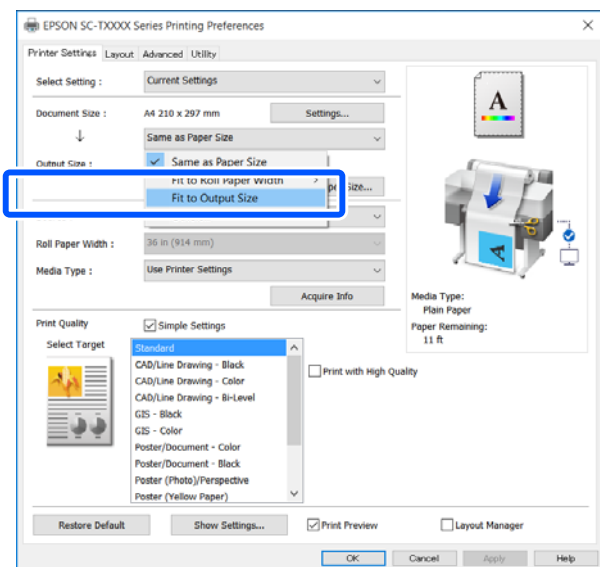 EPSON SC-TXXXX Series Printing Preferences
Printer Settings Layout Advanced Utility
Select Setting : Current Settings
Document Size : A4 210 x 297 mm Settings...
Same as Paper Size
Output Size : Same as Paper Size
Fit to Roll Paper Width Size...
Fit to Output Size
Roll Paper Width : 36 in (914 mm)
Media Type : Use Printer Settings
Acquire Info
Print Quality Simple Settings
Select Target
Standard
CAD/Line Drawing - Black
CAD/Line Drawing - Color
CAD/Line Drawing - Bi-Level
GIS - Black
GIS - Color
Poster/Document - Color
Poster/Document - Black
Poster (Photo)/Perspective
Poster (Yellow Paper)
Print with High Quality
A
A
Media Type:
Plain Paper
Paper Remaining:
11 ft
Restore Default Show Settings... Print Preview Layout Manager
OK Cancel Apply Help